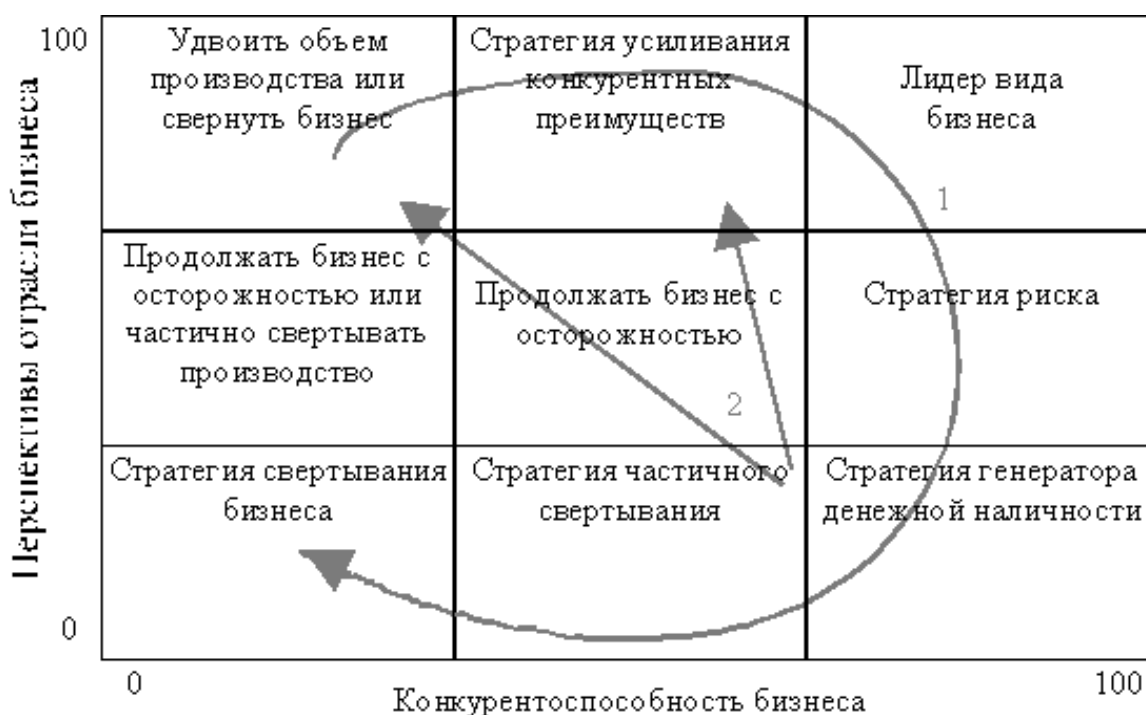 100
Удвоить объем
производства или
свернуть бизнес
Стратегия усиливания
конкурентных
преимуществ
Лидер вида
бизнеса
1
Перспективы отрасли бизнеса
Продолжать бизнес с
осторожностью или
частично свертывать
производство
Продолжать бизнес с
осторожностью
Стратегия риска
2
Стратегия свертывания
бизнеса
Стратегия частичного
свертывания
Стратегия генератора
денежной наличности
0
0
Конкурентоспособность бизнеса
100